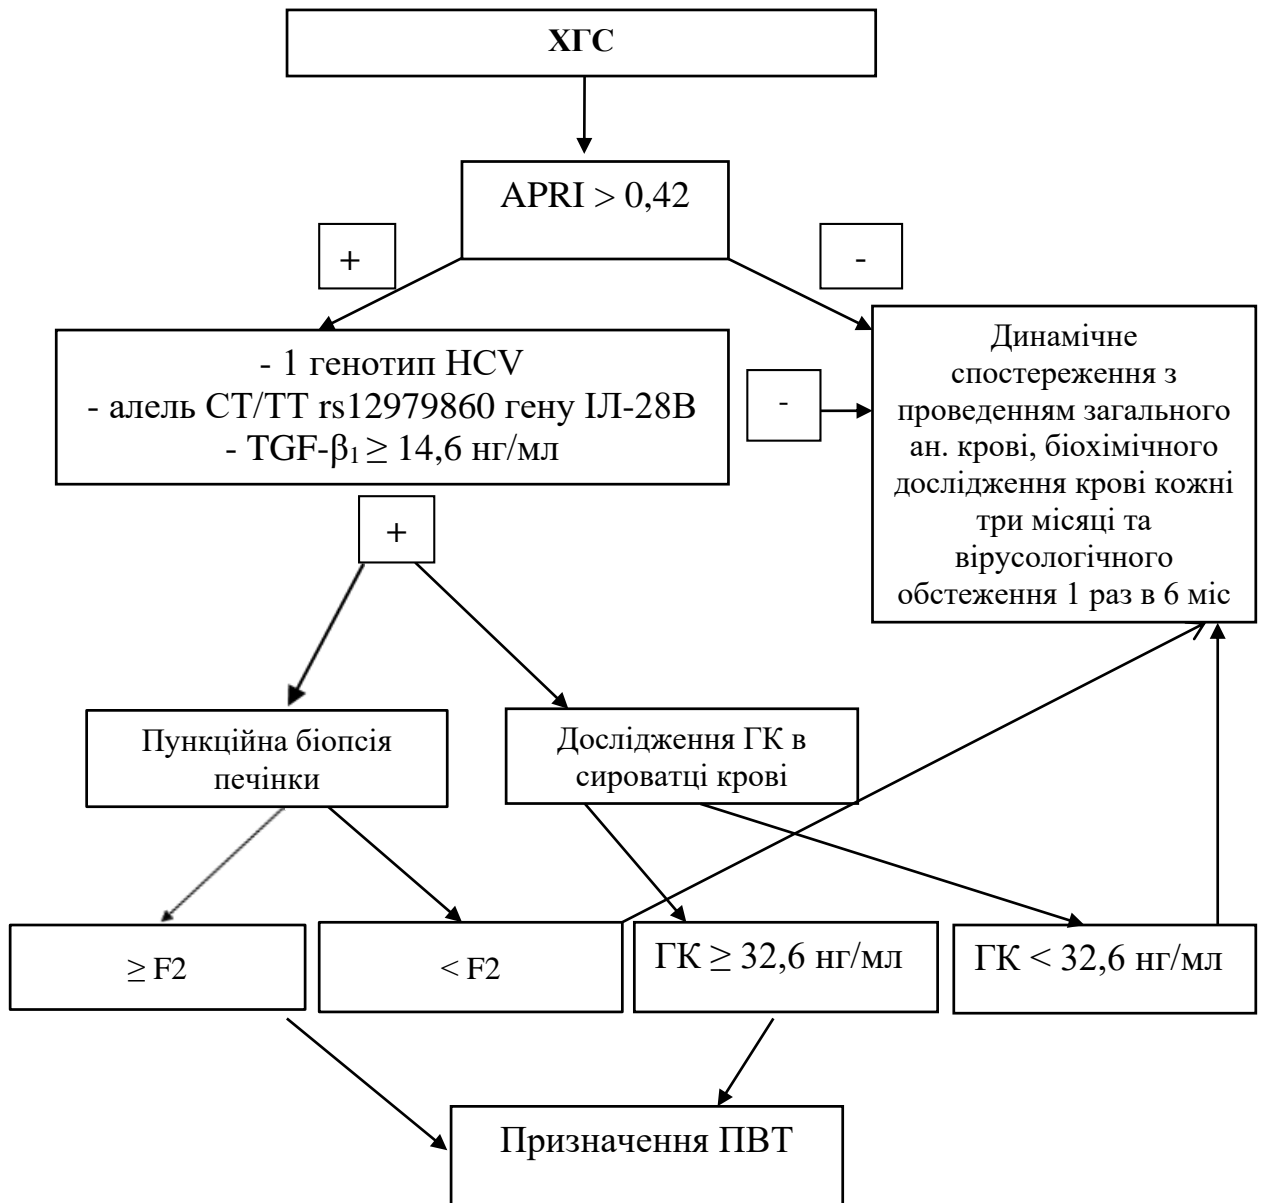 ХГС
APRI > 0,42
+
-
- 1 генотип HCV
- алель СТ/ТТ rs12979860 гену ІЛ-28В
- TGF-β₁ ≥ 14,6 нг/мл
-
Динамічне
спостереження з
проведенням загального
ан. крові, біохімічного
дослідження крові кожні
три місяці та
вірусологічного
обстеження 1 раз в 6 міс
+
Пункційна біопсія
печінки
Дослідження ГК в
сироватці крові
≥ F2
< F2
ГК ≥ 32,6 нг/мл
ГК < 32,6 нг/мл
Призначення ПВТ